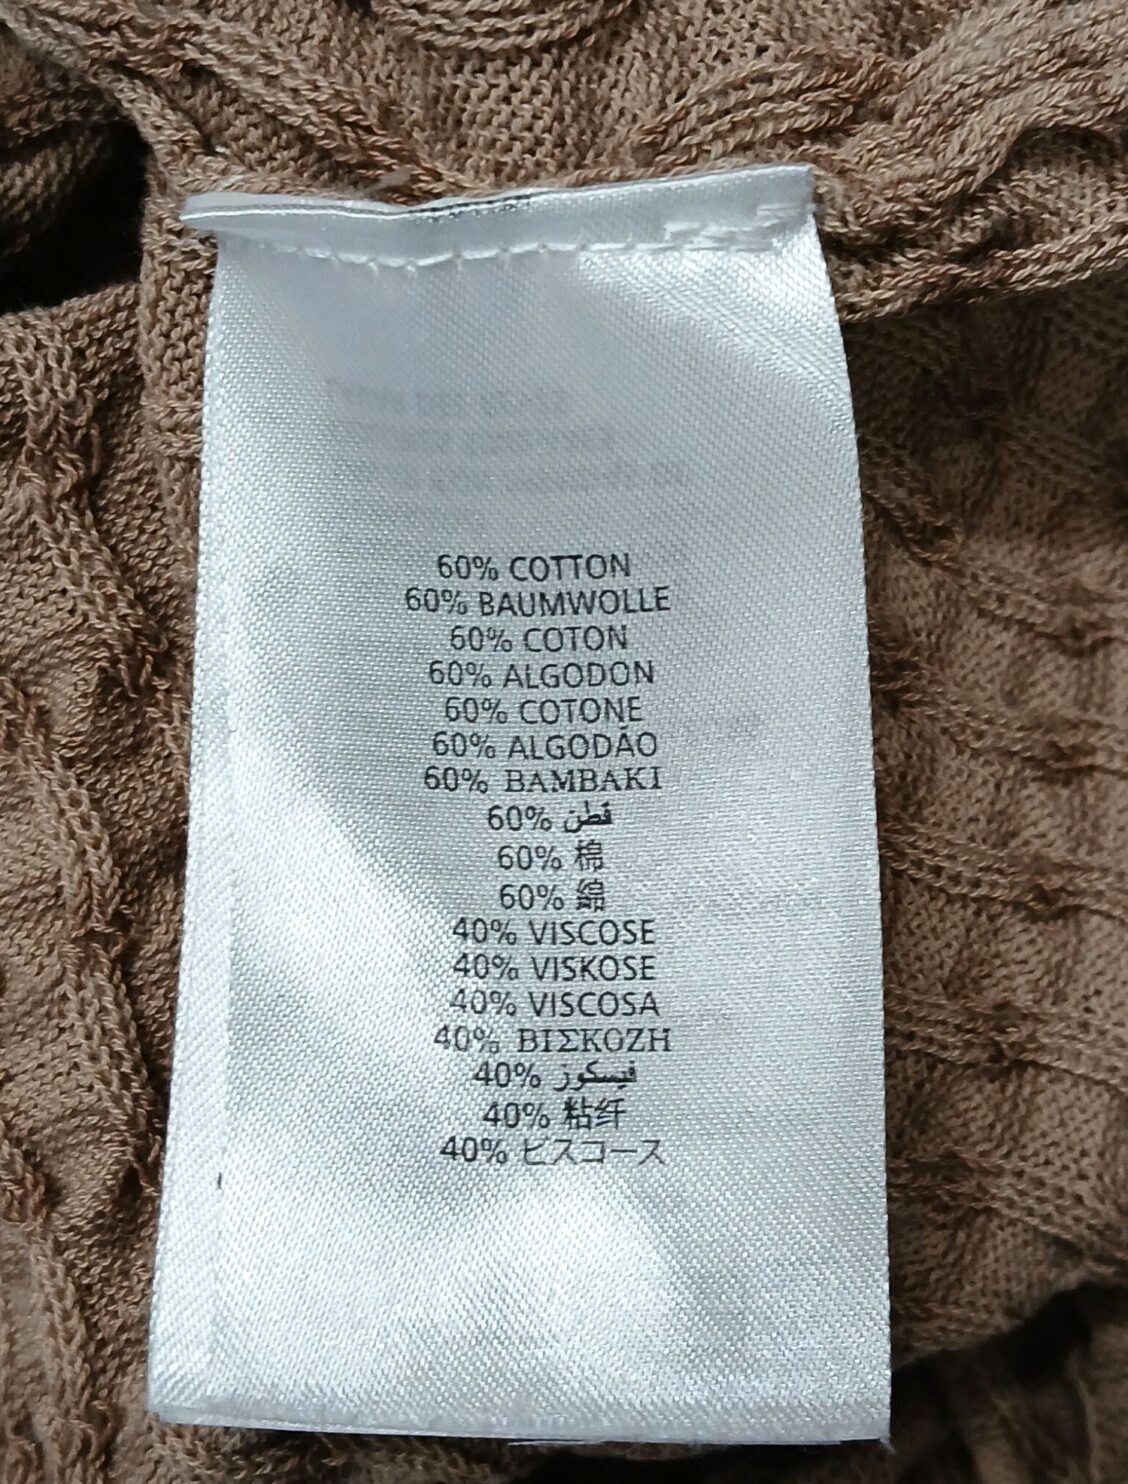 60% COTTON
60% BAUMWOLLE
60% COTON
60% ALGODON
60% COTONE
60% ALGODÃO
60% BAMBAKI
60% قطن
60% 棉
60% 綿
40% VISCOSE
40% VISKOSE
40% VISCOSA
40% ΒΙΣΚΟΖΗ
40% فيسكوز
40% 粘纤
40% ビスコース